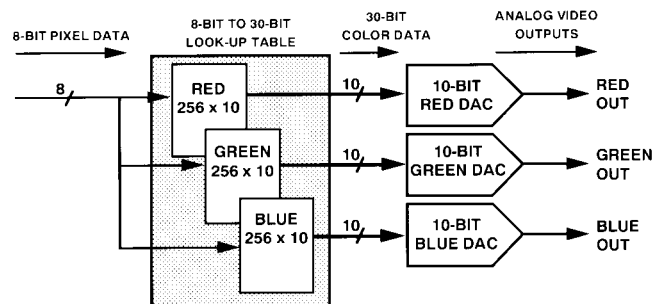 8-BIT PIXEL DATA
8-BIT TO 30-BIT
LOOK-UP TABLE
30-BIT
COLOR DATA
ANALOG VIDEO
OUTPUTS
8
RED
256 x 10
10
10-BIT
RED DAC
RED
OUT
GREEN
256 x 10
10
10-BIT
GREEN DAC
GREEN
OUT
BLUE
256 x 10
10
10-BIT
BLUE DAC
BLUE
OUT